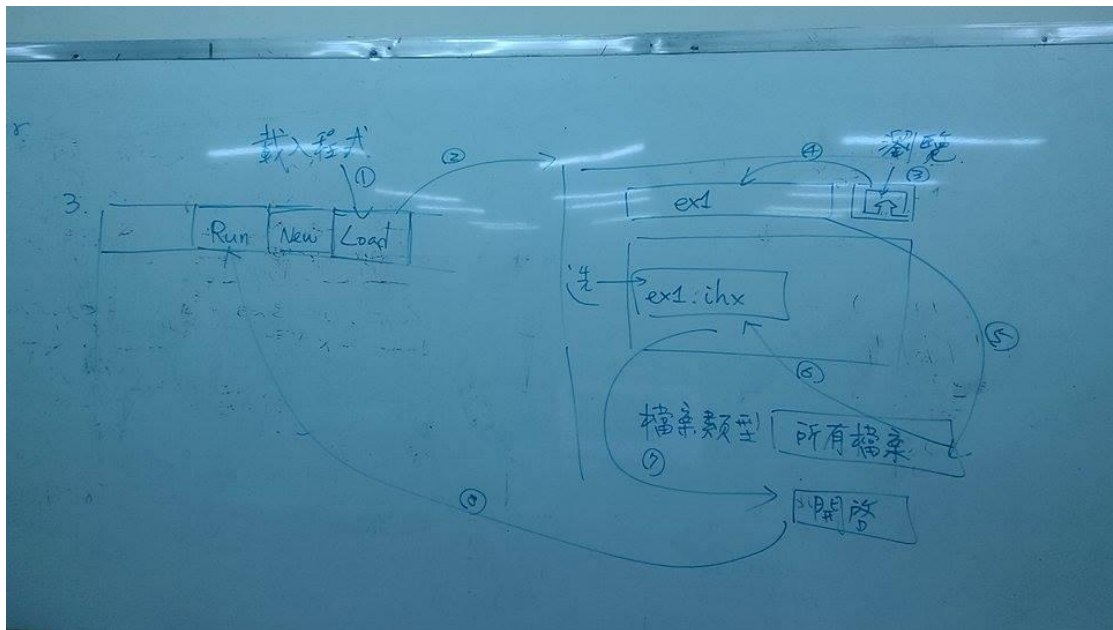 載入程式
① ②
3.
Run New Load
④ 瀏覽
③
ex1
選
ex1.ihx
⑤
⑥
檔案類型 所有檔案
⑦
開啟